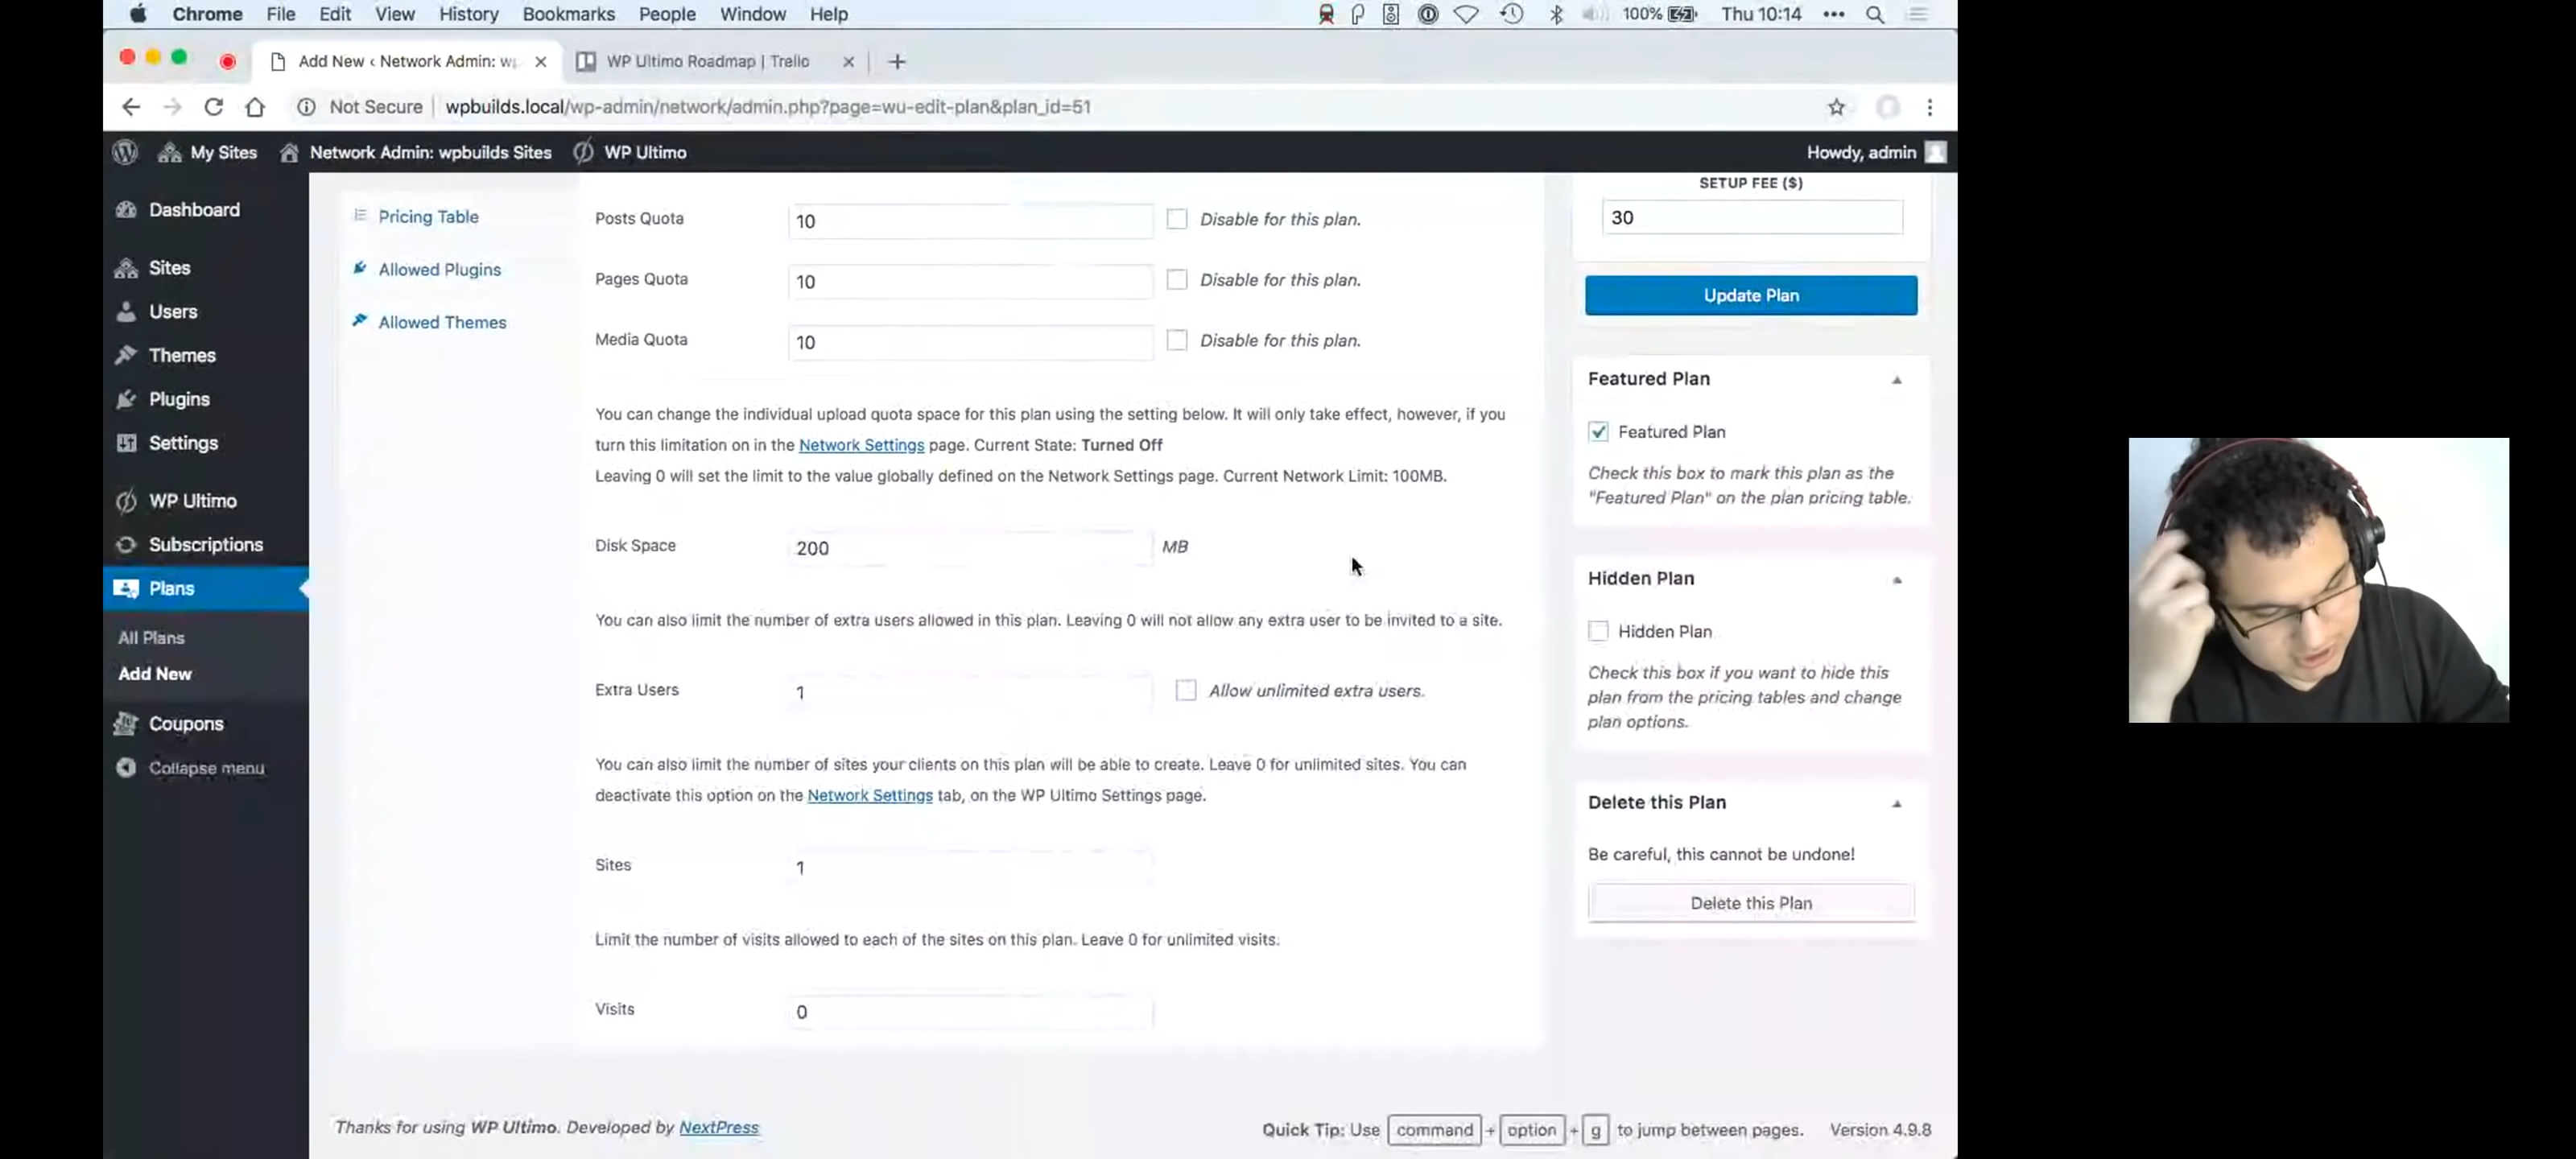 Chrome File Edit View History Bookmarks People Window Help 100% Thu 10:14
Add New ‹ Network Admin: wp WP Ultimo Roadmap | Trello
Not Secure | wpbuilds.local/wp-admin/network/admin.php?page=wu-edit-plan&plan_id=51
My Sites Network Admin: wpbuilds Sites WP Ultimo Howdy, admin
Dashboard
Sites
Users
Themes
Plugins
Settings
WP Ultimo
Subscriptions
Plans
All Plans
Add New
Coupons
Collapse menu
Pricing Table
Allowed Plugins
Allowed Themes
Posts Quota 10 Disable for this plan.
Pages Quota 10 Disable for this plan.
Media Quota 10 Disable for this plan.
You can change the individual upload quota space for this plan using the setting below. It will only take effect, however, if you
turn this limitation on in the Network Settings page. Current State: Turned Off
Leaving 0 will set the limit to the value globally defined on the Network Settings page. Current Network Limit: 100MB.
Disk Space 200 MB
You can also limit the number of extra users allowed in this plan. Leaving 0 will not allow any extra user to be invited to a site.
Extra Users 1 Allow unlimited extra users.
You can also limit the number of sites your clients on this plan will be able to create. Leave 0 for unlimited sites. You can
deactivate this option on the Network Settings tab, on the WP Ultimo Settings page.
Sites 1
Limit the number of visits allowed to each of the sites on this plan. Leave 0 for unlimited visits.
Visits 0
SETUP FEE ($)
30
Update Plan
Featured Plan
Featured Plan
Check this box to mark this plan as the
"Featured Plan" on the plan pricing table.
Hidden Plan
Hidden Plan
Check this box if you want to hide this
plan from the pricing tables and change
plan options.
Delete this Plan
Be careful, this cannot be undone!
Delete this Plan
Thanks for using WP Ultimo. Developed by NextPress
Quick Tip: Use command + option + g to jump between pages. Version 4.9.8